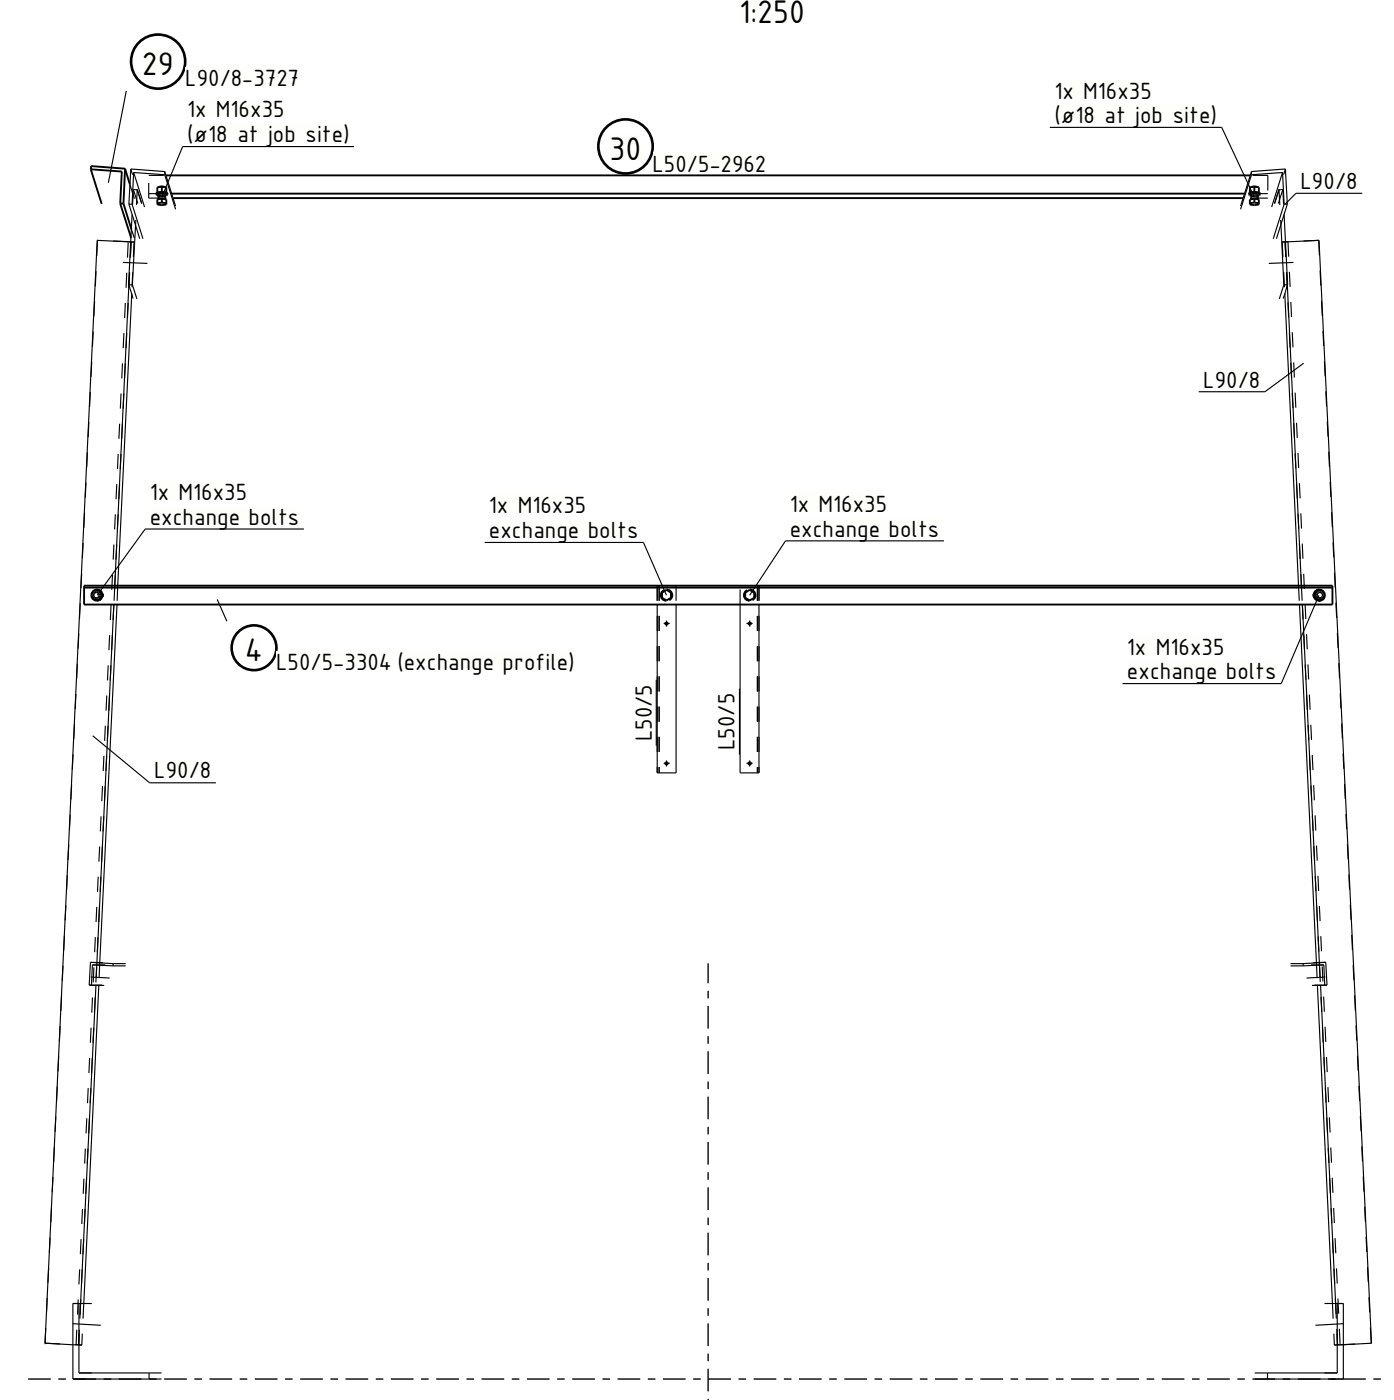 1:250
29
L90/8-3727
1x M16x35
(ø18 at job site)
30
L50/5-2962
1x M16x35
(ø18 at job site)
L90/8
L90/8
1x M16x35
exchange bolts
1x M16x35
exchange bolts
1x M16x35
exchange bolts
4
L50/5-3304 (exchange profile)
1x M16x35
exchange bolts
L50/5
L50/5
L90/8